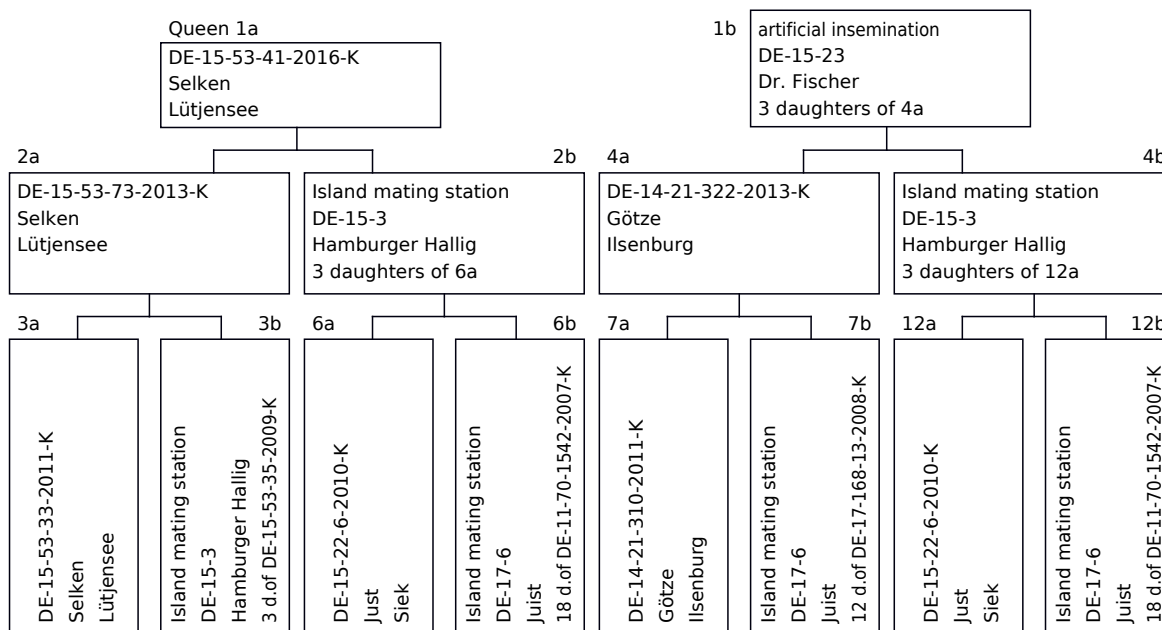 Queen 1a
DE-15-53-41-2016-K
Selken
Lütjensee
1b
artificial insemination
DE-15-23
Dr. Fischer
3 daughters of 4a
2a
DE-15-53-73-2013-K
Selken
Lütjensee
2b
Island mating station
DE-15-3
Hamburger Hallig
3 daughters of 6a
4a
DE-14-21-322-2013-K
Götze
Ilsenburg
4b
Island mating station
DE-15-3
Hamburger Hallig
3 daughters of 12a
3a
DE-15-53-33-2011-K
Selken
Lütjensee
3b
Island mating station
DE-15-3
Hamburger Hallig
3 d.of DE-15-53-35-2009-K
6a
DE-15-22-6-2010-K
Just
Siek
6b
Island mating station
DE-17-6
Juist
18 d.of DE-11-70-1542-2007-K
7a
DE-14-21-310-2011-K
Götze
Ilsenburg
7b
Island mating station
DE-17-6
Juist
12 d.of DE-17-168-13-2008-K
12a
DE-15-22-6-2010-K
Just
Siek
12b
Island mating station
DE-17-6
Juist
18 d.of DE-11-70-1542-2007-K